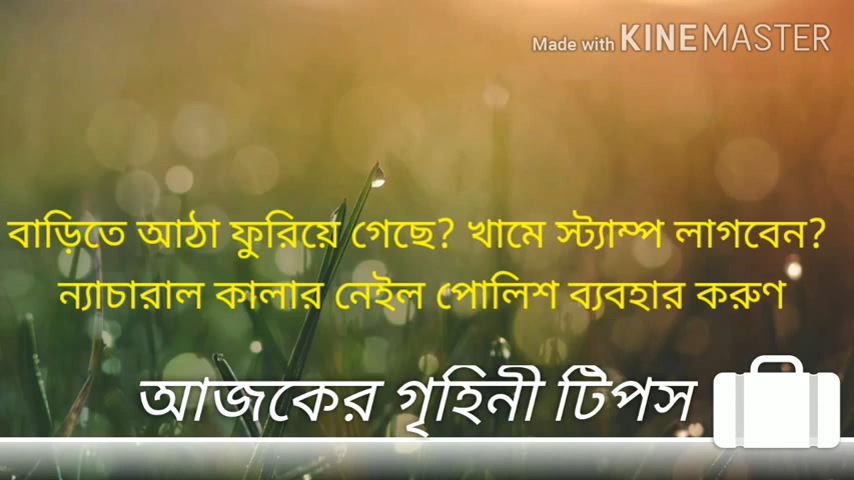 Made with KINEMASTER
বাড়িতে আঠা ফুরিয়ে গেছে? খামে স্ট্যাম্প লাগবেন?
ন্যাচারাল কালার নেইল পোলিশ ব্যবহার করুণ
আজকের গৃহিনী টিপস